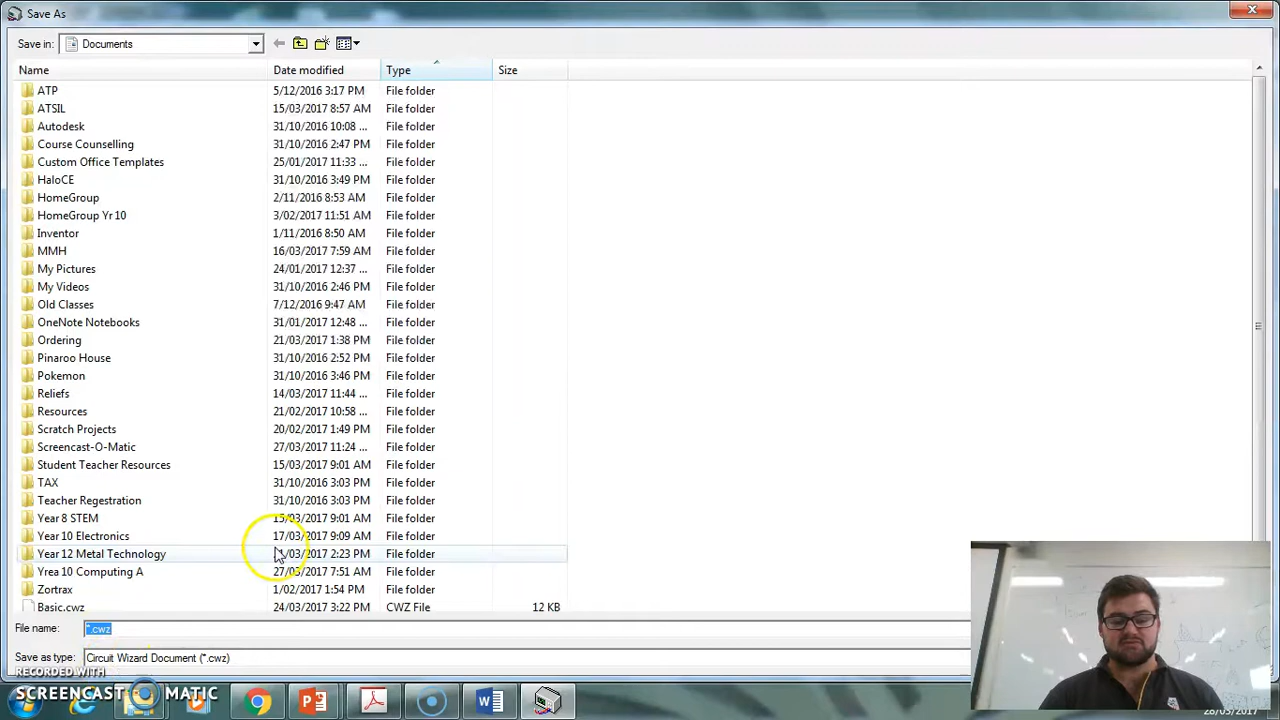 Save As
Save in: Documents
Name Date modified Type Size
ATP 5/12/2016 3:17 PM File folder
ATSIL 15/03/2017 8:57 AM File folder
Autodesk 31/10/2016 10:08 ... File folder
Course Counselling 31/10/2016 2:47 PM File folder
Custom Office Templates 25/01/2017 11:33 ... File folder
HaloCE 31/10/2016 3:49 PM File folder
HomeGroup 2/11/2016 8:53 AM File folder
HomeGroup Yr 10 3/02/2017 11:51 AM File folder
Inventor 1/11/2016 8:50 AM File folder
MMH 16/03/2017 7:59 AM File folder
My Pictures 24/01/2017 12:37 ... File folder
My Videos 31/10/2016 2:46 PM File folder
Old Classes 7/12/2016 9:47 AM File folder
OneNote Notebooks 31/01/2017 12:48 ... File folder
Ordering 21/03/2017 1:38 PM File folder
Pinaroo House 31/10/2016 2:52 PM File folder
Pokemon 31/10/2016 3:46 PM File folder
Reliefs 14/03/2017 11:44 ... File folder
Resources 21/02/2017 10:58 ... File folder
Scratch Projects 20/02/2017 1:49 PM File folder
Screencast-O-Matic 27/03/2017 11:24 ... File folder
Student Teacher Resources 15/03/2017 9:01 AM File folder
TAX 31/10/2016 3:03 PM File folder
Teacher Regestration 31/10/2016 3:03 PM File folder
Year 8 STEM 15/03/2017 9:01 AM File folder
Year 10 Electronics 17/03/2017 9:09 AM File folder
Year 12 Metal Technology /03/2017 2:23 PM File folder
Yrea 10 Computing A 27/03/2017 7:51 AM File folder
Zortrax 1/02/2017 1:54 PM File folder
Basic.cwz 24/03/2017 3:22 PM CWZ File 12 KB
File name: *.cwz
Save as type: Circuit Wizard Document (*.cwz)
RECORDED WITH
SCREENCAST MATIC
28/03/2017